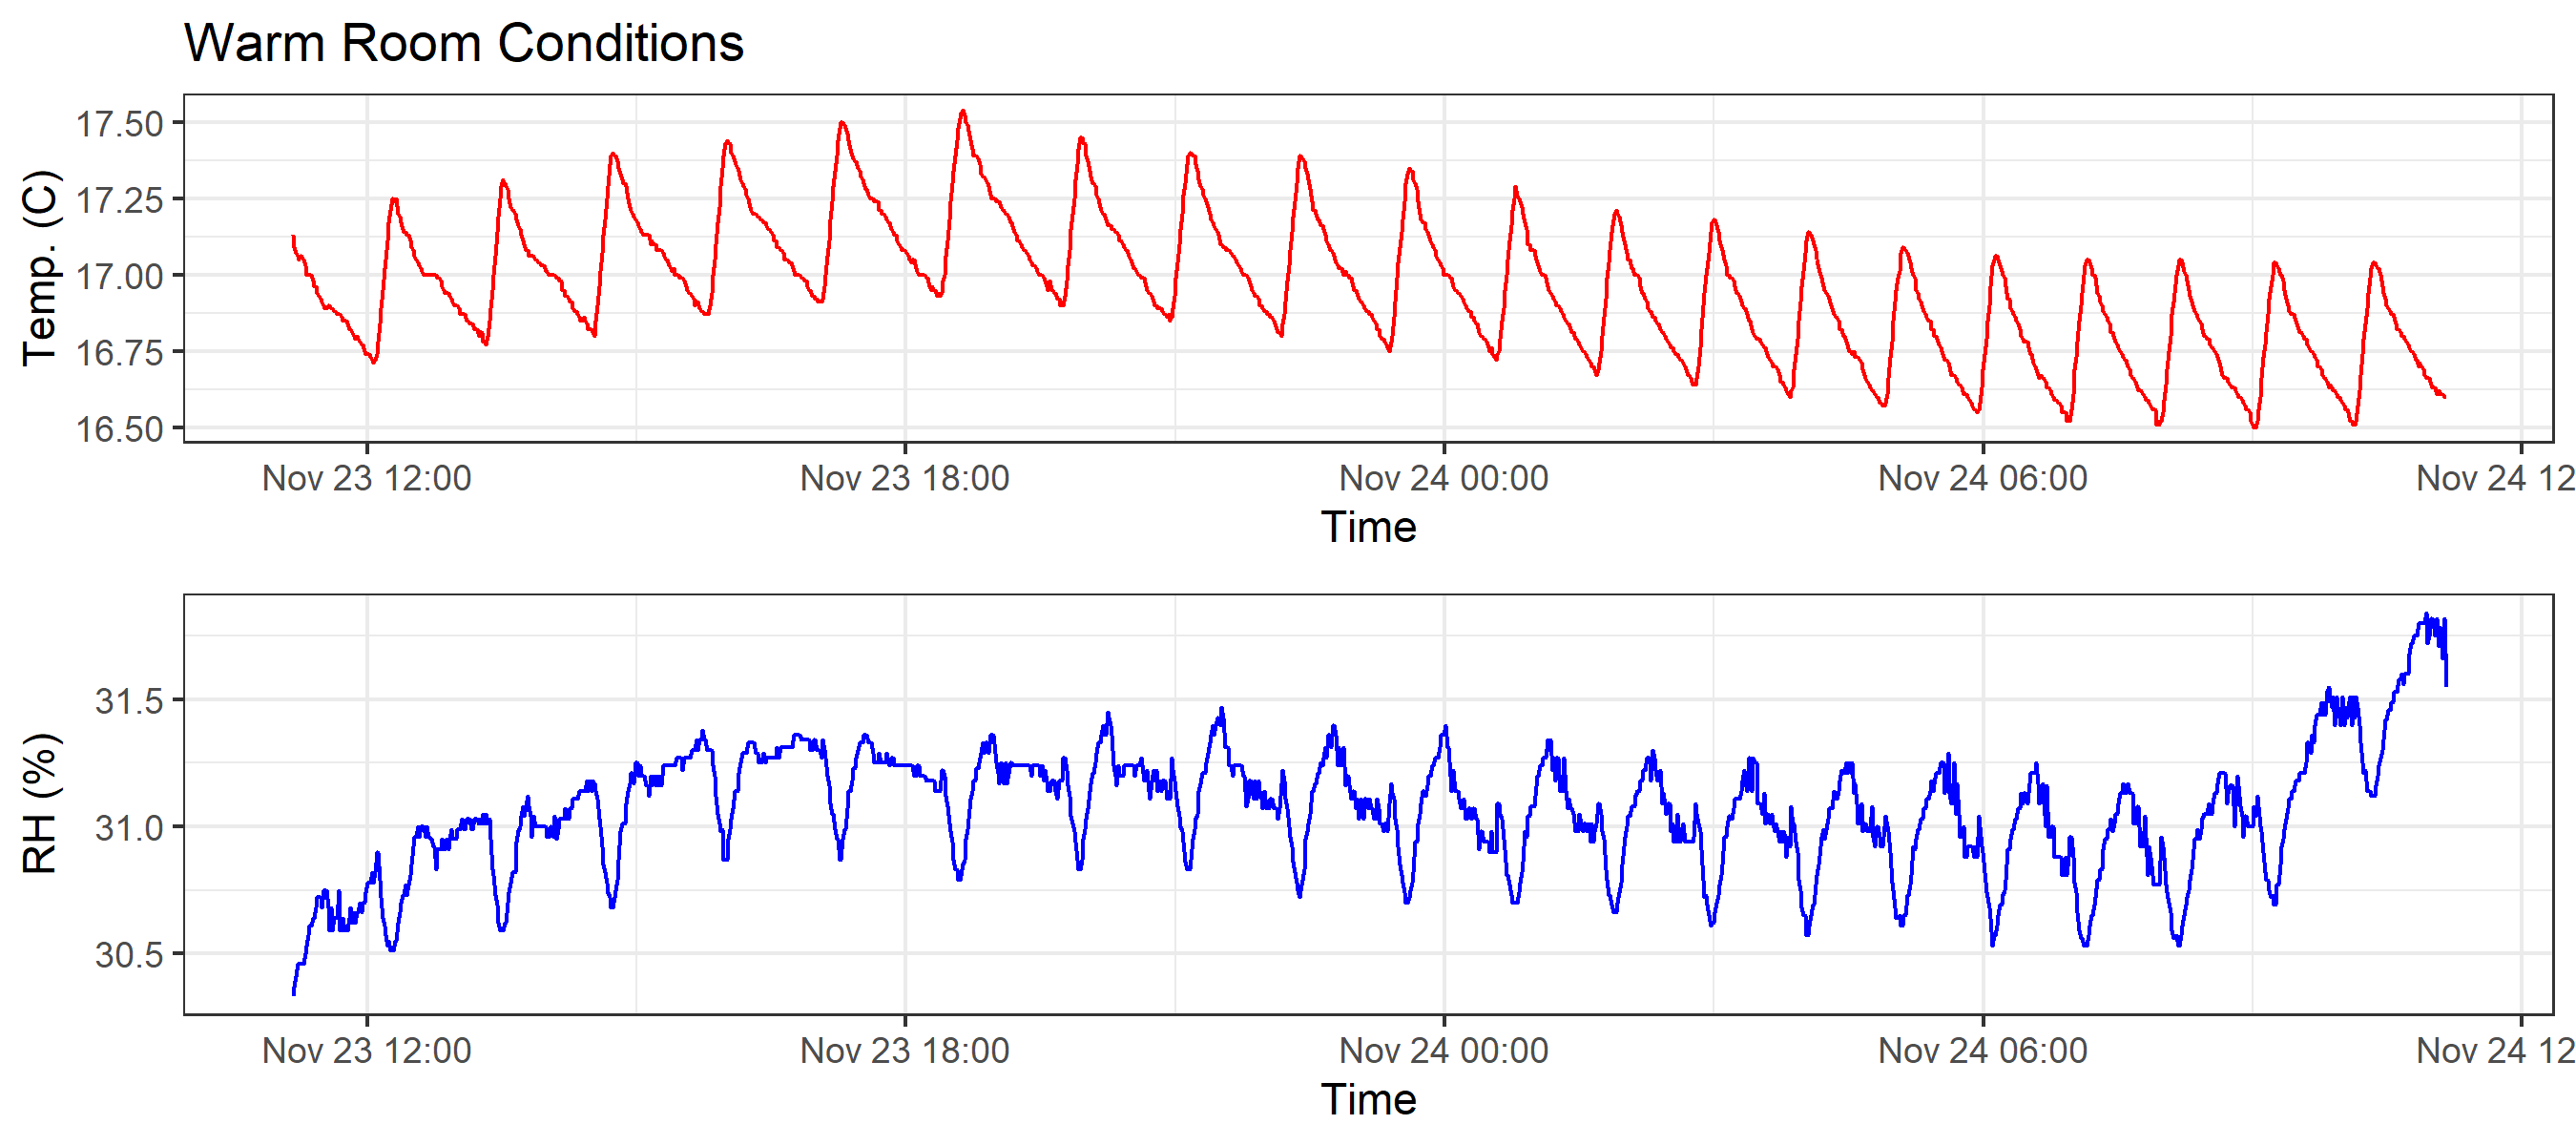 Warm Room Conditions
17.50
17.25
17.00
16.75
16.50
Temp. (C)
Nov 23 12:00 Nov 23 18:00 Nov 24 00:00 Nov 24 06:00 Nov 24 12
Time
31.5
31.0
30.5
RH (%)
Nov 23 12:00 Nov 23 18:00 Nov 24 00:00 Nov 24 06:00 Nov 24 12
Time